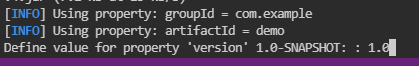 [INFO] Using property: groupId = com.example
[INFO] Using property: artifactId = demo
Define value for property 'version' 1.0-SNAPSHOT: : 1.0